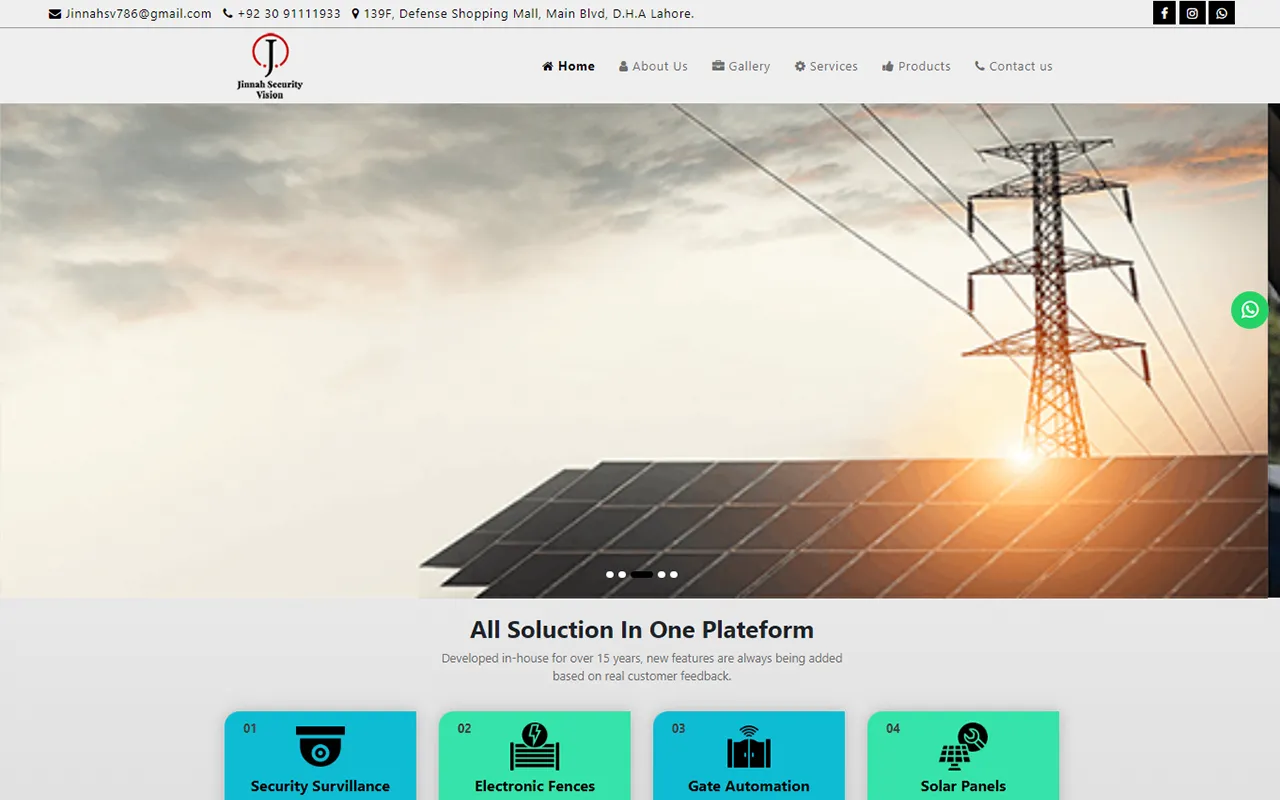 Jinnahsv786@gmail.com +92 30 91111933 139F, Defense Shopping Mall, Main Blvd, D.H.A Lahore.
J
Jinnah Security
Vision
Home About Us Gallery Services Products Contact us
All Soluction In One Plateform
Developed in-house for over 15 years, new features are always being added
based on real customer feedback.
01 02 03 04
Security Survillance Electronic Fences Gate Automation Solar Panels